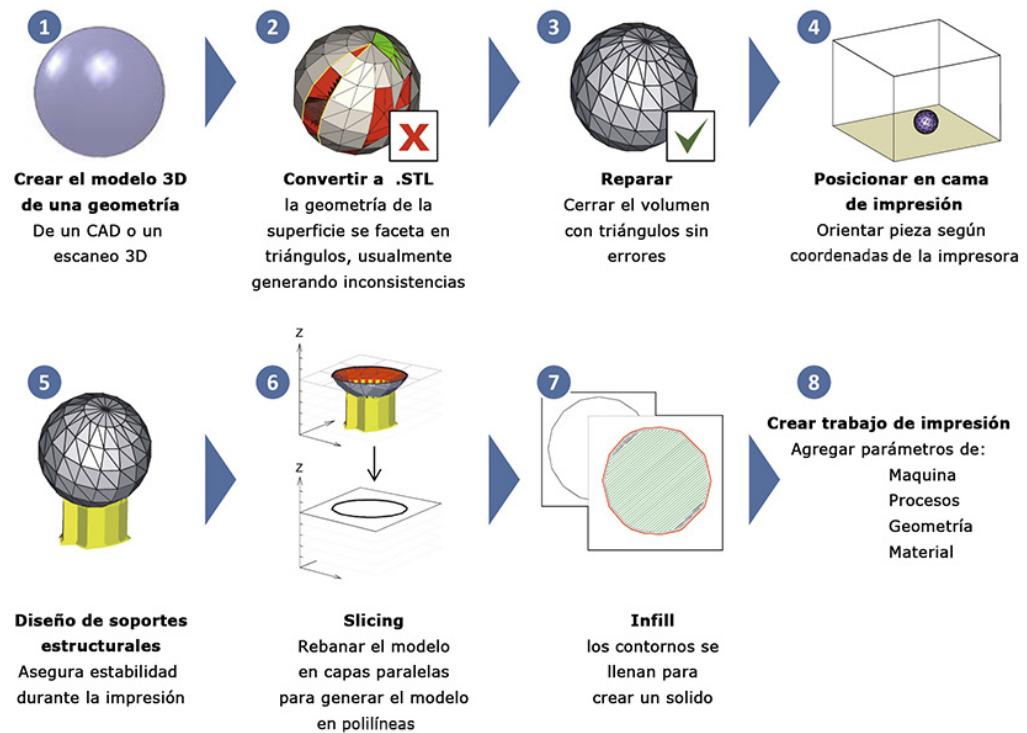 1
Crear el modelo 3D
de una geometría
De un CAD o un
escaneo 3D
2
X
Convertir a .STL
la geometría de la
superficie se faceta en
triángulos, usualmente
generando inconsistencias
3
Reparar
Cerrar el volumen
con triángulos sin
errores
4
Posicionar en cama
de impresión
Orientar pieza según
coordenadas de la impresora
5
Diseño de soportes
estructurales
Asegura estabilidad
durante la impresión
6
Z
Z
Slicing
Rebanar el modelo
en capas paralelas
para generar el modelo
en polilíneas
7
Infill
los contornos se
llenan para
crear un solido
8
Crear trabajo de impresión
Agregar parámetros de:
Maquina
Procesos
Geometría
Material